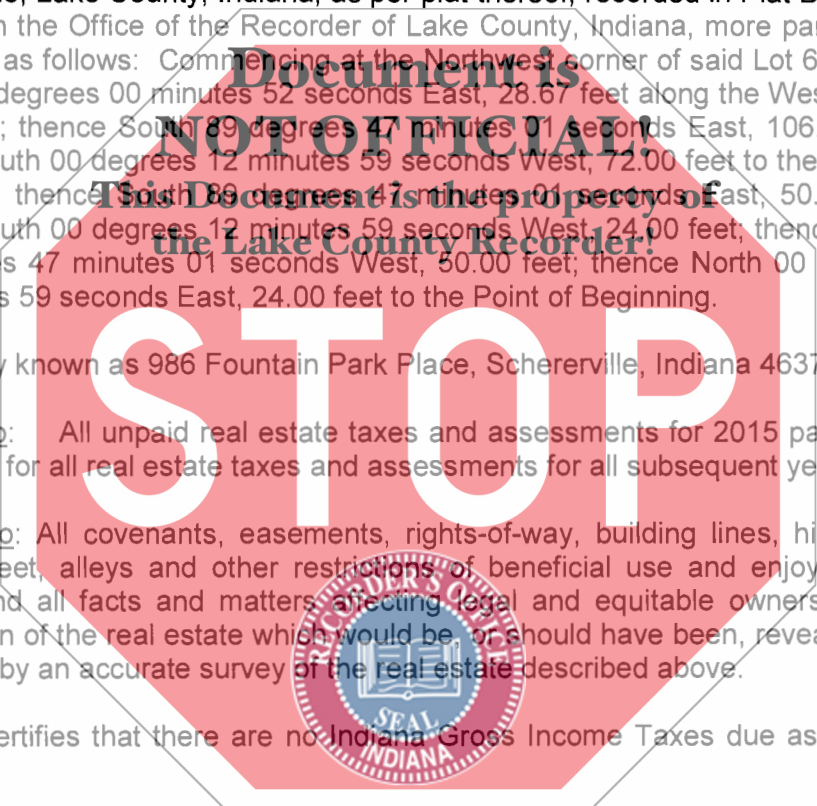 o, Lake County, Indiana, as per plat thereof, recorded in Plat B
n the Office of the Recorder of Lake County, Indiana, more par
as follows: Commencing at the Northwest corner of said Lot 6
degrees 00 minutes 52 seconds East, 28.67 feet along the Wes
; thence South 89 degrees 47 minutes 01 seconds East, 106.
uth 00 degrees 12 minutes 59 seconds West, 72.00 feet to the
thence South 89 degrees 47 minutes 01 seconds East, 50.
uth 00 degrees 12 minutes 59 seconds West, 24.00 feet; thenc
s 47 minutes 01 seconds West, 50.00 feet; thence North 00
s 59 seconds East, 24.00 feet to the Point of Beginning.
y known as 986 Fountain Park Place, Schererville, Indiana 4637
o: All unpaid real estate taxes and assessments for 2015 pa
for all real estate taxes and assessments for all subsequent ye
o: All covenants, easements, rights-of-way, building lines, hi
eet, alleys and other restrictions of beneficial use and enjoy
nd all facts and matters affecting legal and equitable owners
n of the real estate which would be, or should have been, revea
by an accurate survey of the real estate described above.
ertifies that there are no Indiana Gross Income Taxes due as
Document is
NOT OFFICIAL!
This Document is the property of
the Lake County Recorder!
STOP
RECORDER'S OFFICE
SEAL
INDIANA